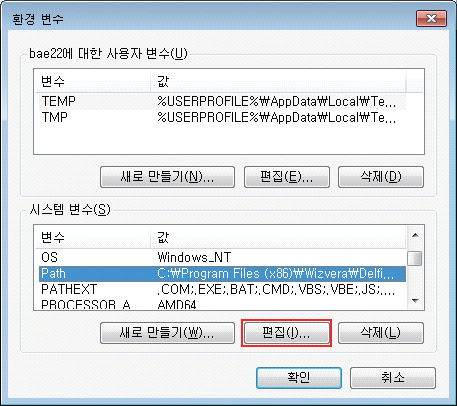 환경 변수
bae22에 대한 사용자 변수(U)
변수 값
TEMP %USERPROFILE%₩AppData₩Local₩Te...
TMP %USERPROFILE%₩AppData₩Local₩Te...
새로 만들기(N)... 편집(E)... 삭제(D)
시스템 변수(S)
변수 값
OS Windows_NT
Path C:₩Program Files (x86)₩Wizvera₩Delfi...
PATHEXT .COM;.EXE;.BAT;.CMD;.VBS;.VBE;.JS;....
PROCESSOR_A... AMD64
새로 만들기(W)... 편집(I)... 삭제(L)
확인 취소